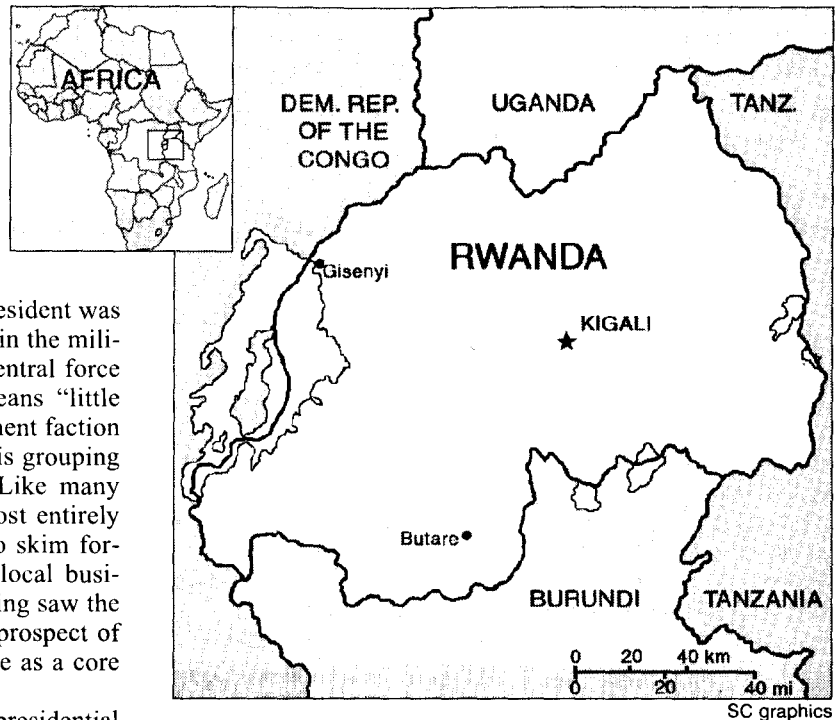 AFRICA
DEM. REP.
OF THE
CONGO
UGANDA
TANZ.
RWANDA
Gisenyi
KIGALI
Butare
BURUNDI
TANZANIA
0 20 40 km
0 20 40 mi
SC graphics
esident was
in the mili-
entral force
eans “little
nent faction
is grouping
Like many
ost entirely
o skim for-
local busi-
ing saw the
prospect of
e as a core
presidential